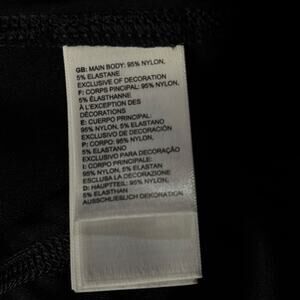 GB: MAIN BODY: 95% NYLON,
5% ELASTANE
EXCLUSIVE OF DECORATION
F: CORPS PINCIPAL: 95% NYLON,
5% ÉLASTHANNE
À L'EXCEPTION DES
DÉCORATIONS
E: CUERPO PRINCIPAL:
95% NYLON, 5% ELASTANO
EXCLUSIVO DE DECORACIÓN
P: CORPO: 95% NYLON,
5% ELASTANO
EXCLUSIVO PARA DECORAÇÃO
I: CORPO PRINCIPALE:
95% NYLON, 5% ELASTAN
ESCLUSA LA DECORAZIONE
D: HAUPTTEIL: 95% NYLON,
5% ELASTHAN
AUSSCHLIESLICH DEKORATION